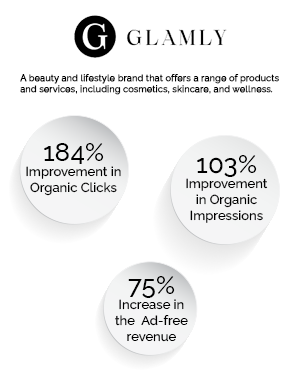 G GLAMLY
A beauty and lifestyle brand that offers a range of products
and services, including cosmetics, skincare, and wellness.
184%
Improvement in
Organic Clicks
103%
Improvement
in Organic
Impressions
75%
Increase in
the Ad-free
revenue